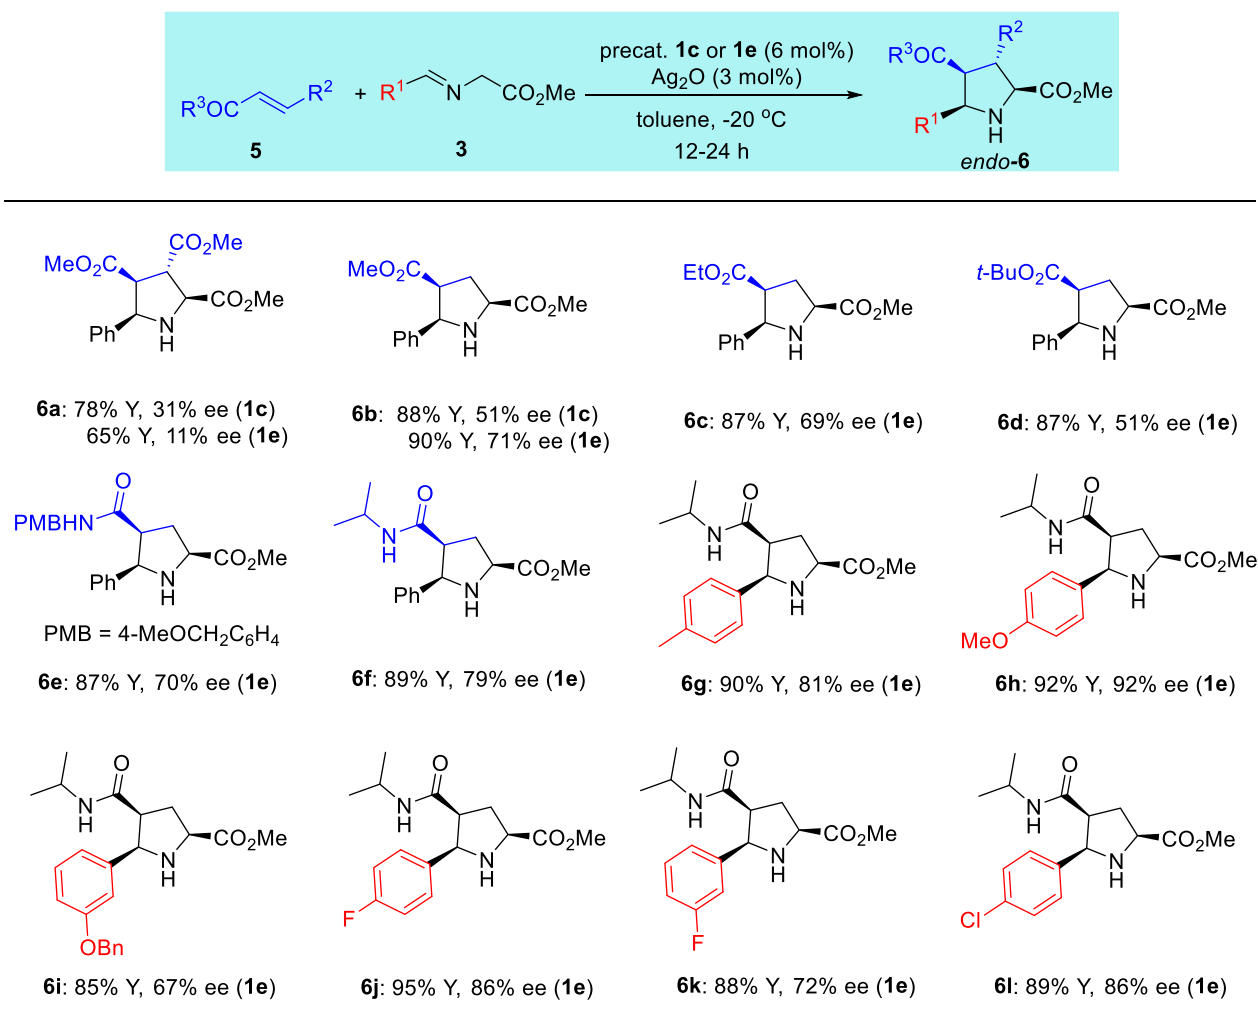 R³OC R² 5
+
R¹ N CO₂Me 3
precat. 1c or 1e (6 mol%)
Ag₂O (3 mol%)
toluene, -20 °C
12-24 h
R³OC R² CO₂Me R¹ N H
endo-6
MeO₂C CO₂Me CO₂Me Ph N H
6a: 78% Y, 31% ee (1c)
65% Y, 11% ee (1e)
MeO₂C CO₂Me Ph N H
6b: 88% Y, 51% ee (1c)
90% Y, 71% ee (1e)
EtO₂C CO₂Me Ph N H
6c: 87% Y, 69% ee (1e)
t-BuO₂C CO₂Me Ph N H
6d: 87% Y, 51% ee (1e)
O PMBHN CO₂Me Ph N H
PMB = 4-MeOCH₂C₆H₄
6e: 87% Y, 70% ee (1e)
O N H CO₂Me Ph N H
6f: 89% Y, 79% ee (1e)
O N H CO₂Me N H
6g: 90% Y, 81% ee (1e)
O N H CO₂Me N H MeO
6h: 92% Y, 92% ee (1e)
O N H CO₂Me N H OBn
6i: 85% Y, 67% ee (1e)
O N H CO₂Me N H F
6j: 95% Y, 86% ee (1e)
O N H CO₂Me N H F
6k: 88% Y, 72% ee (1e)
O N H CO₂Me N H Cl
6l: 89% Y, 86% ee (1e)